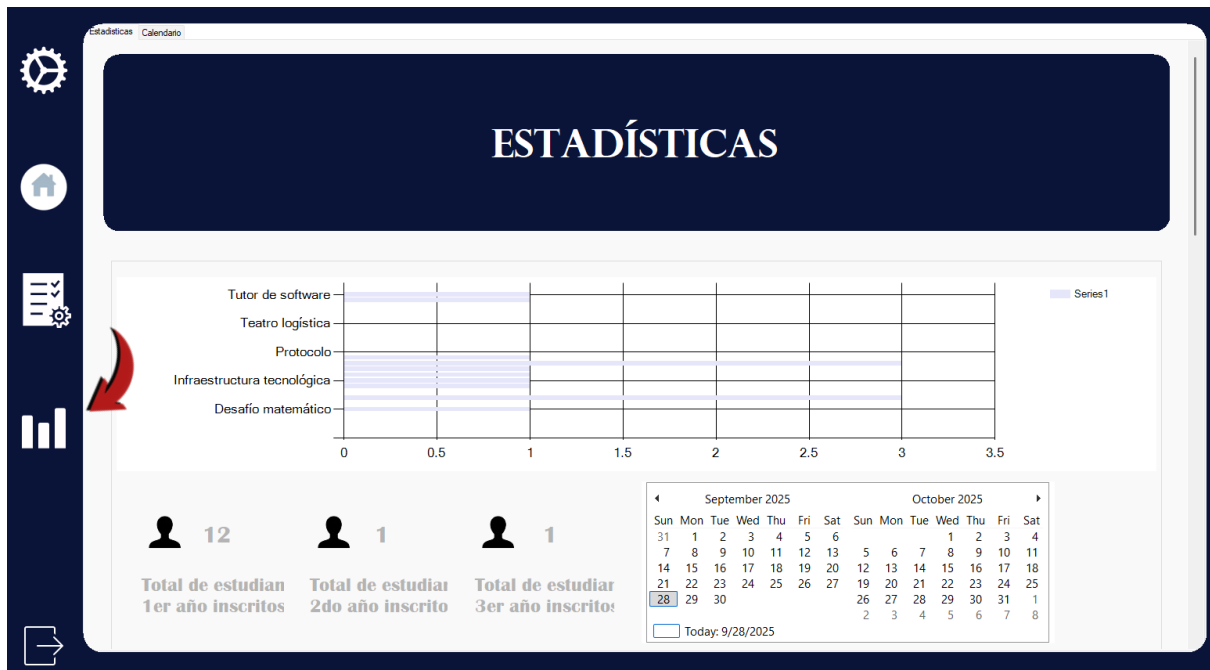 Estadisticas Calendario
ESTADÍSTICAS
Tutor de software
Teatro logística
Protocolo
Infraestructura tecnológica
Desafío matemático
0 0.5 1 1.5 2 2.5 3 3.5
Series1
12 1 1
Total de estudian Total de estudiar Total de estudiar
1er año inscritos 2do año inscrito 3er año inscritos
September 2025 October 2025
Sun Mon Tue Wed Thu Fri Sat Sun Mon Tue Wed Thu Fri Sat
31 1 2 3 4 5 6 1 2 3 4
7 8 9 10 11 12 13 5 6 7 8 9 10 11
14 15 16 17 18 19 20 12 13 14 15 16 17 18
21 22 23 24 25 26 27 19 20 21 22 23 24 25
28 29 30 26 27 28 29 30 31 1
2 3 4 5 6 7 8
Today: 9/28/2025